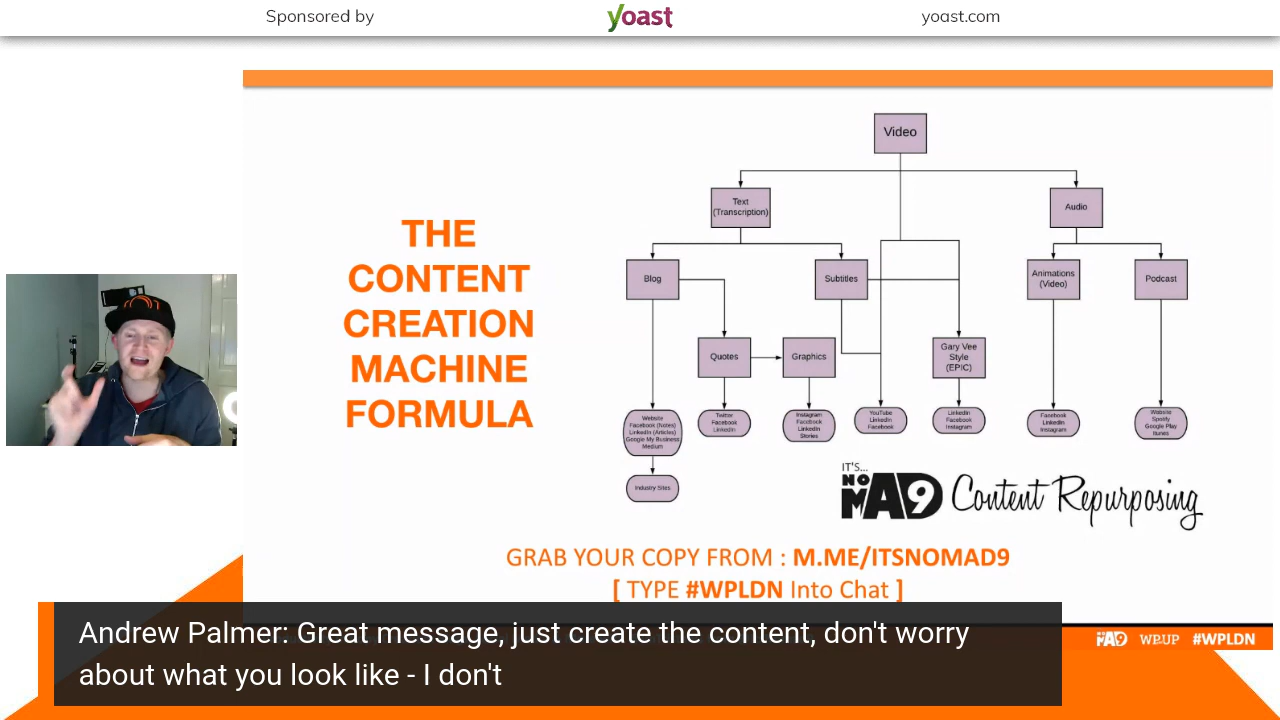 Sponsored by
yoast
yoast.com
THE
CONTENT
CREATION
MACHINE
FORMULA
Video
Text
(Transcription)
Audio
Blog
Subtitles
Animations
(Video)
Podcast
Quotes
Graphics
Gary Vee
Style
(EPIC)
Website
Facebook (Notes)
LinkedIn (Articles)
Google My Business
Medium
Twitter
Facebook
LinkedIn
Instagram
Facebook
LinkedIn
Stories
YouTube
LinkedIn
Facebook
LinkedIn
Facebook
Instagram
Facebook
LinkedIn
Instagram
Website
Spotify
Google Play
Itunes
Industry Sites
IT'S...
NOMAD9
Content Repurposing
GRAB YOUR COPY FROM : M.ME/ITSNOMAD9
[ TYPE #WPLDN Into Chat ]
Andrew Palmer: Great message, just create the content, don't worry
about what you look like - I don't
NOMAD9
WP&UP
#WPLDN